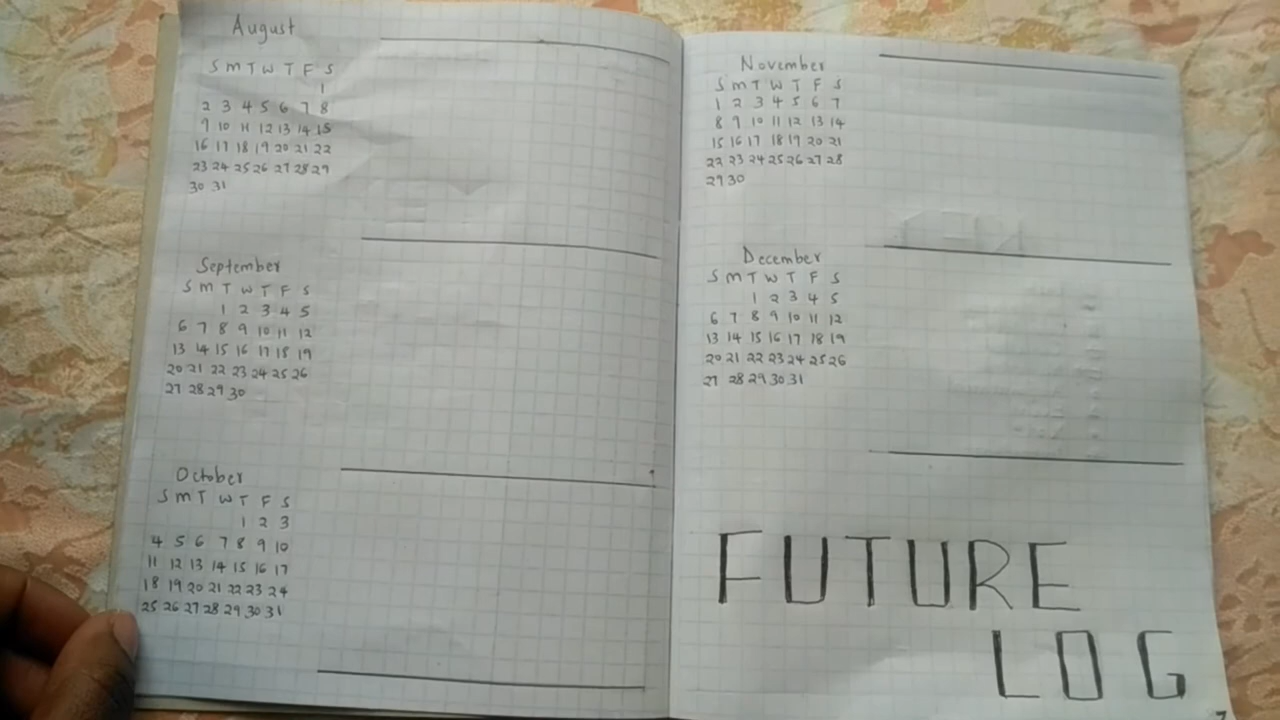 August
S M T W T F S
1
2 3 4 5 6 7 8
9 10 11 12 13 14 15
16 17 18 19 20 21 22
23 24 25 26 27 28 29
30 31
September
S M T W T F S
1 2 3 4 5
6 7 8 9 10 11 12
13 14 15 16 17 18 19
20 21 22 23 24 25 26
27 28 29 30
October
S M T W T F S
1 2 3
4 5 6 7 8 9 10
11 12 13 14 15 16 17
18 19 20 21 22 23 24
25 26 27 28 29 30 31
November
S M T W T F S
1 2 3 4 5 6 7
8 9 10 11 12 13 14
15 16 17 18 19 20 21
22 23 24 25 26 27 28
29 30
December
S M T W T F S
1 2 3 4 5
6 7 8 9 10 11 12
13 14 15 16 17 18 19
20 21 22 23 24 25 26
27 28 29 30 31
FUTURE
LOG